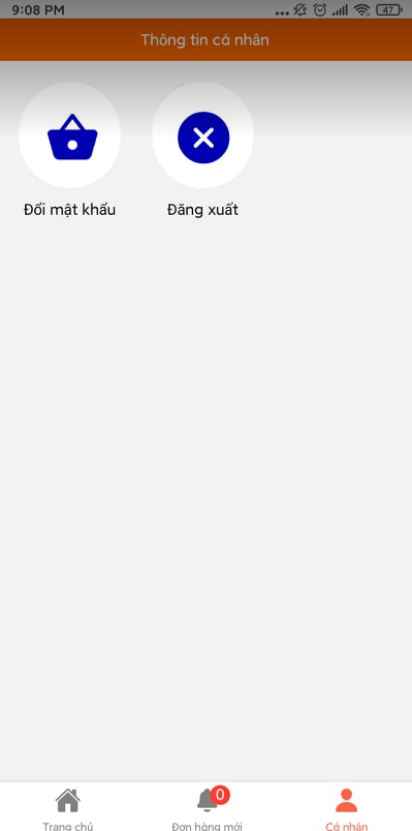 9:08 PM
47
Thông tin cá nhân
Đổi mật khẩu
Đăng xuất
0
Trang chủ
Đơn hàng mới
Cá nhân